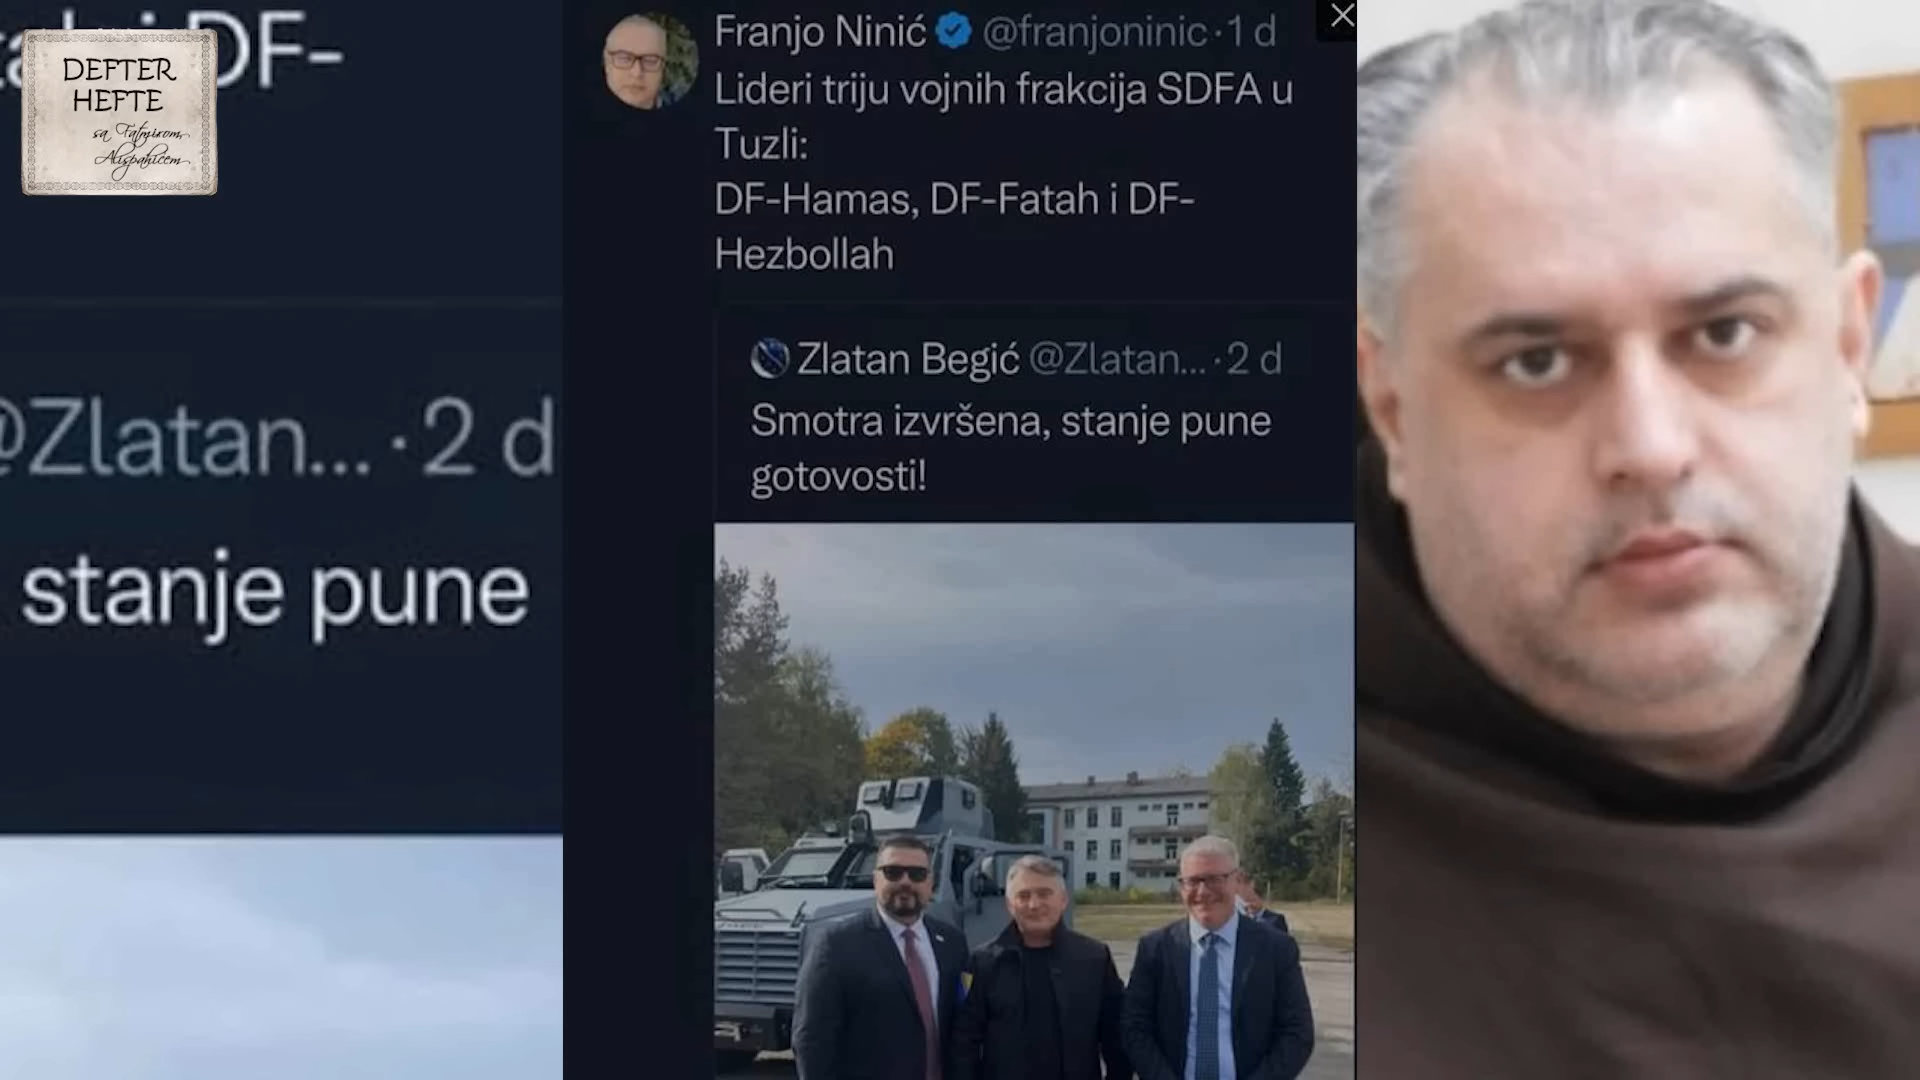 DEFTER
HEFTE
sa Fatmirom
Alispahićem
DF-
@Zlatan... · 2 d
stanje pune
Franjo Ninić @franjoninic · 1 d
Lideri triju vojnih frakcija SDFA u
Tuzli:
DF-Hamas, DF-Fatah i DF-
Hezbollah
Zlatan Begić @Zlatan... · 2 d
Smotra izvršena, stanje pune
gotovosti!